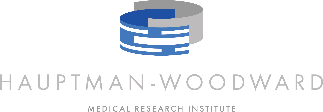 HAUPTMAN-WOODWARD
MEDICAL RESEARCH INSTITUTE